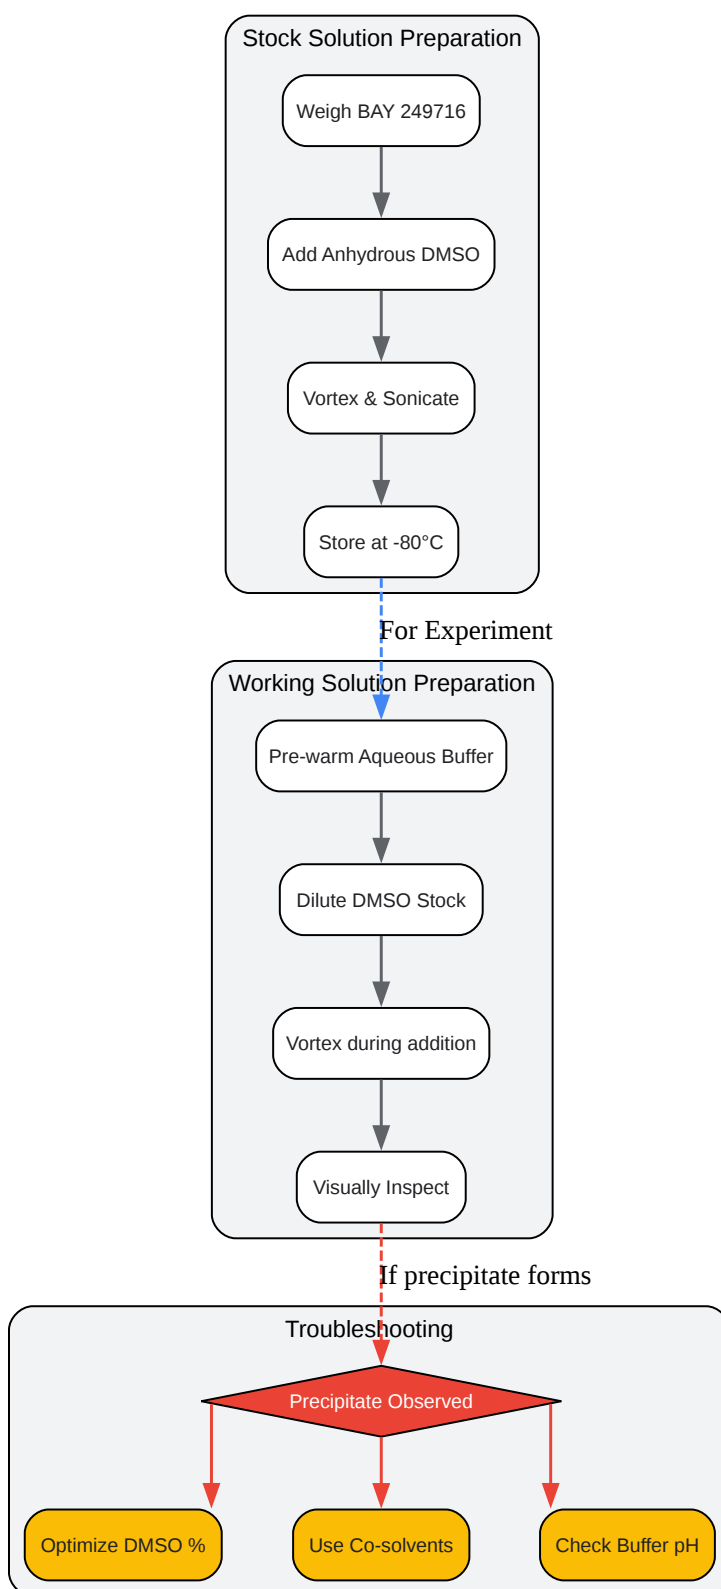 Stock Solution Preparation
Weigh BAY 249716
Add Anhydrous DMSO
Vortex & Sonicate
Store at -80°C
For Experiment
Working Solution Preparation
Pre-warm Aqueous Buffer
Dilute DMSO Stock
Vortex during addition
Visually Inspect
If precipitate forms
Troubleshooting
Precipitate Observed
Optimize DMSO %
Use Co-solvents
Check Buffer pH